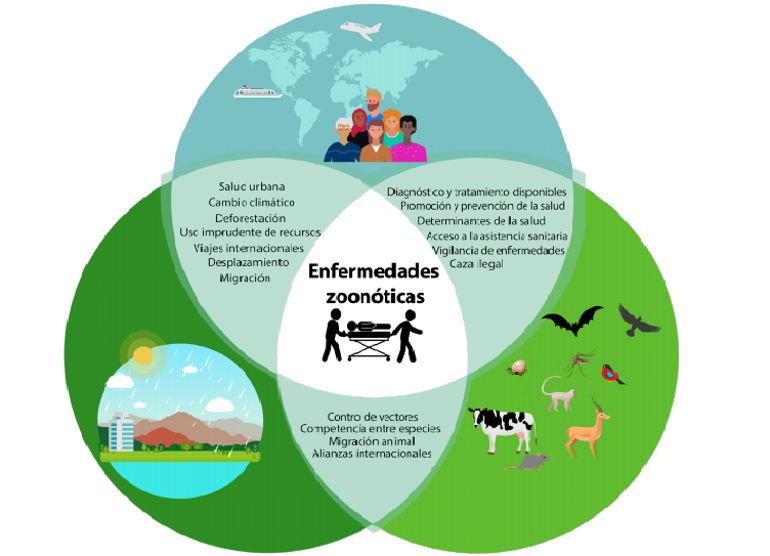 Salud urbana
Cambio climático
Deforestación
Uso imprudente de recursos
Viajes internacionales
Desplazamiento
Migración
Diagnóstico y tratamiento disponibles
Promoción y prevención de la salud
Determinantes de la salud
Acceso a la asistencia sanitaria
Vigilancia de enfermedades
Caza ilegal
Enfermedades
zoonóticas
Contro de vectores
Competencia entre especies
Migración animal
Alianzas internacionales